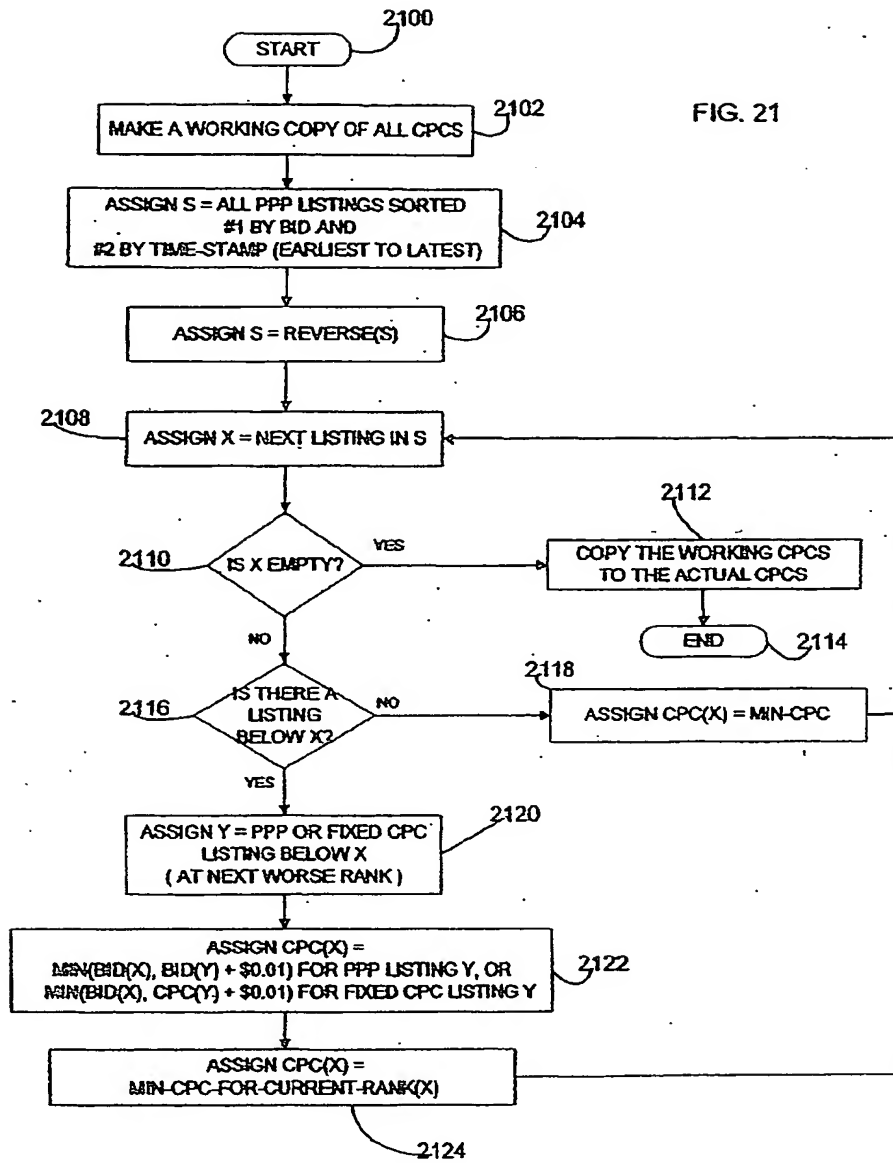 2100
START
2102
FIG. 21
MAKE A WORKING COPY OF ALL CPCS
ASSIGN S = ALL PPP LISTINGS SORTED
#1 BY BID AND
#2 BY TIME-STAMP (EARLIEST TO LATEST)
2104
ASSIGN S = REVERSE(S)
2106
2108
ASSIGN X = NEXT LISTING IN S
2112
2110
IS X EMPTY?
YES
COPY THE WORKING CPCS
TO THE ACTUAL CPCS
NO
END
2114
2116
IS THERE A
LISTING
BELOW X?
NO
2118
ASSIGN CPC(X) = MIN-CPC
YES
2120
ASSIGN Y = PPP OR FIXED CPC
LISTING BELOW X
( AT NEXT WORSE RANK )
ASSIGN CPC(X) =
MIN(BID(X), BID(Y) + $0.01) FOR PPP LISTING Y, OR
MIN(BID(X), CPC(Y) + $0.01) FOR FIXED CPC LISTING Y
2122
ASSIGN CPC(X) =
MIN-CPC-FOR-CURRENT-RANK(X)
2124